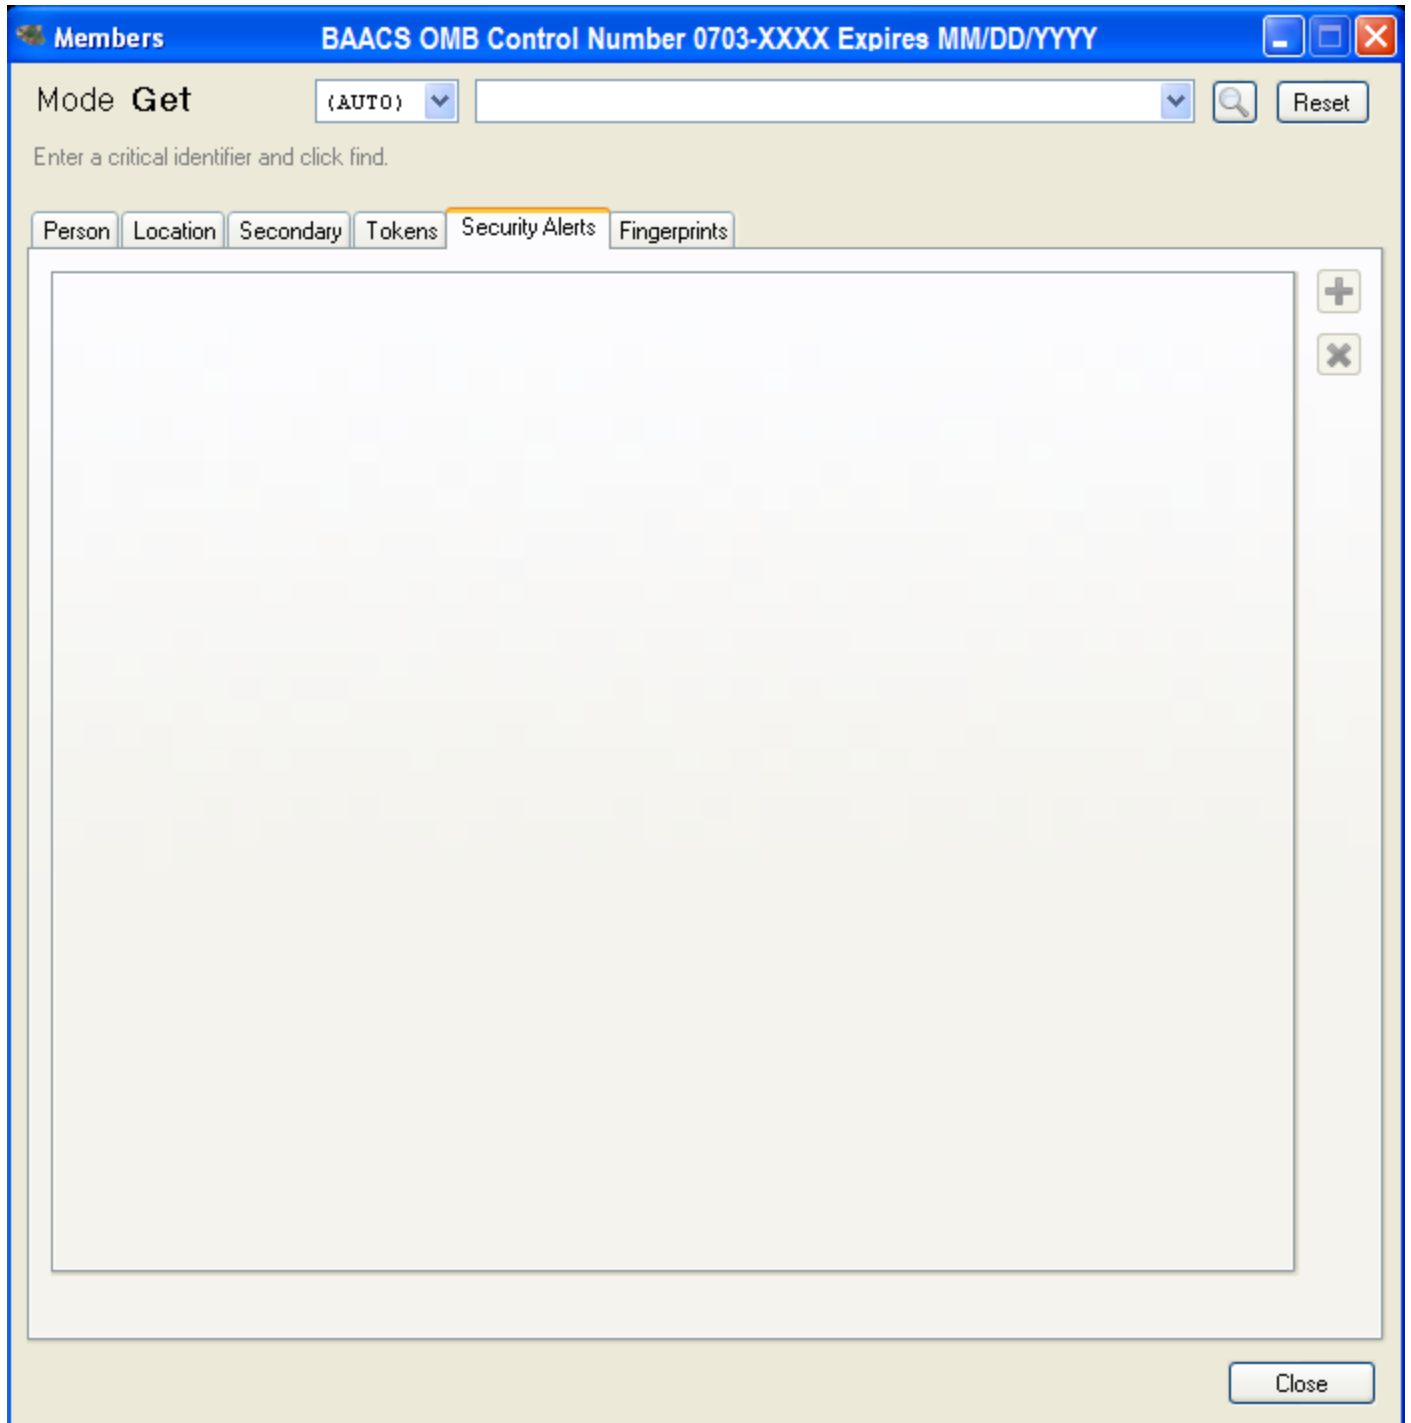 Members BAACS OMB Control Number 0703-XXXX Expires MM/DD/YYYY
Mode Get (AUTO) Reset
Enter a critical identifier and click find.
Person Location Secondary Tokens Security Alerts Fingerprints
Close